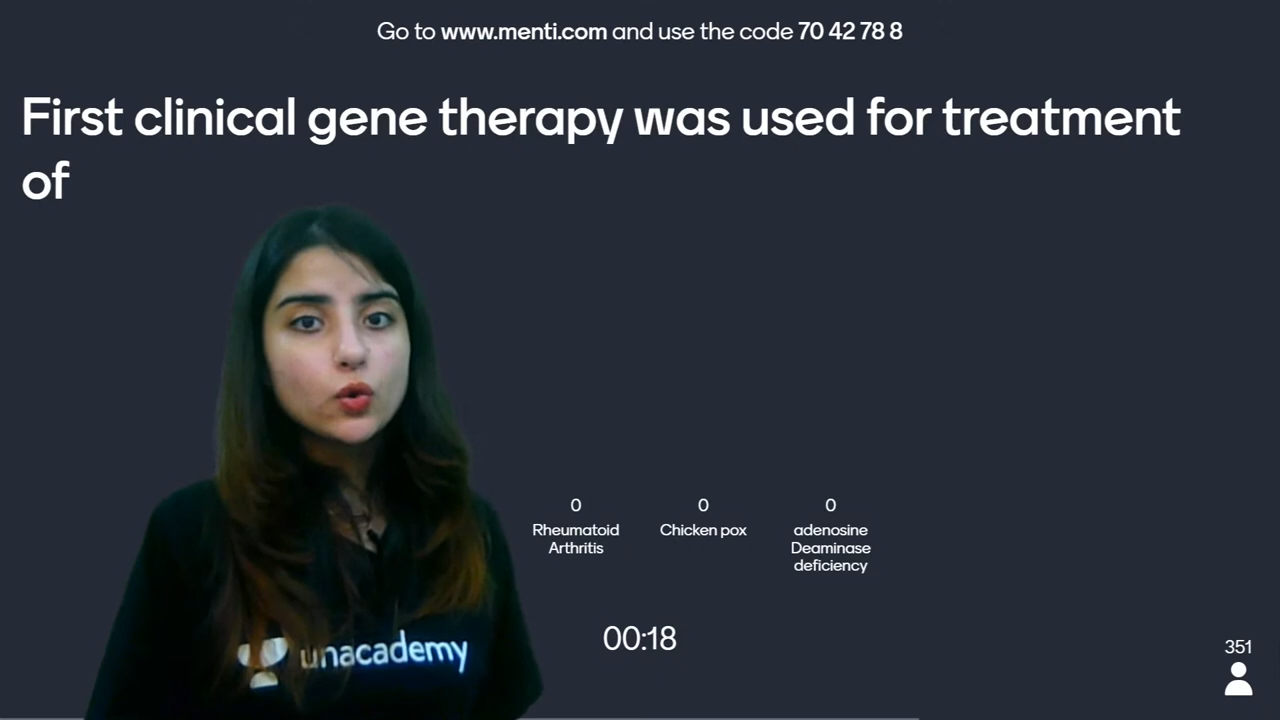 Go to www.menti.com and use the code 70 42 78 8
First clinical gene therapy was used for treatment
of
0
Rheumatoid
Arthritis
0
Chicken pox
0
adenosine
Deaminase
deficiency
00:18
unacademy
351